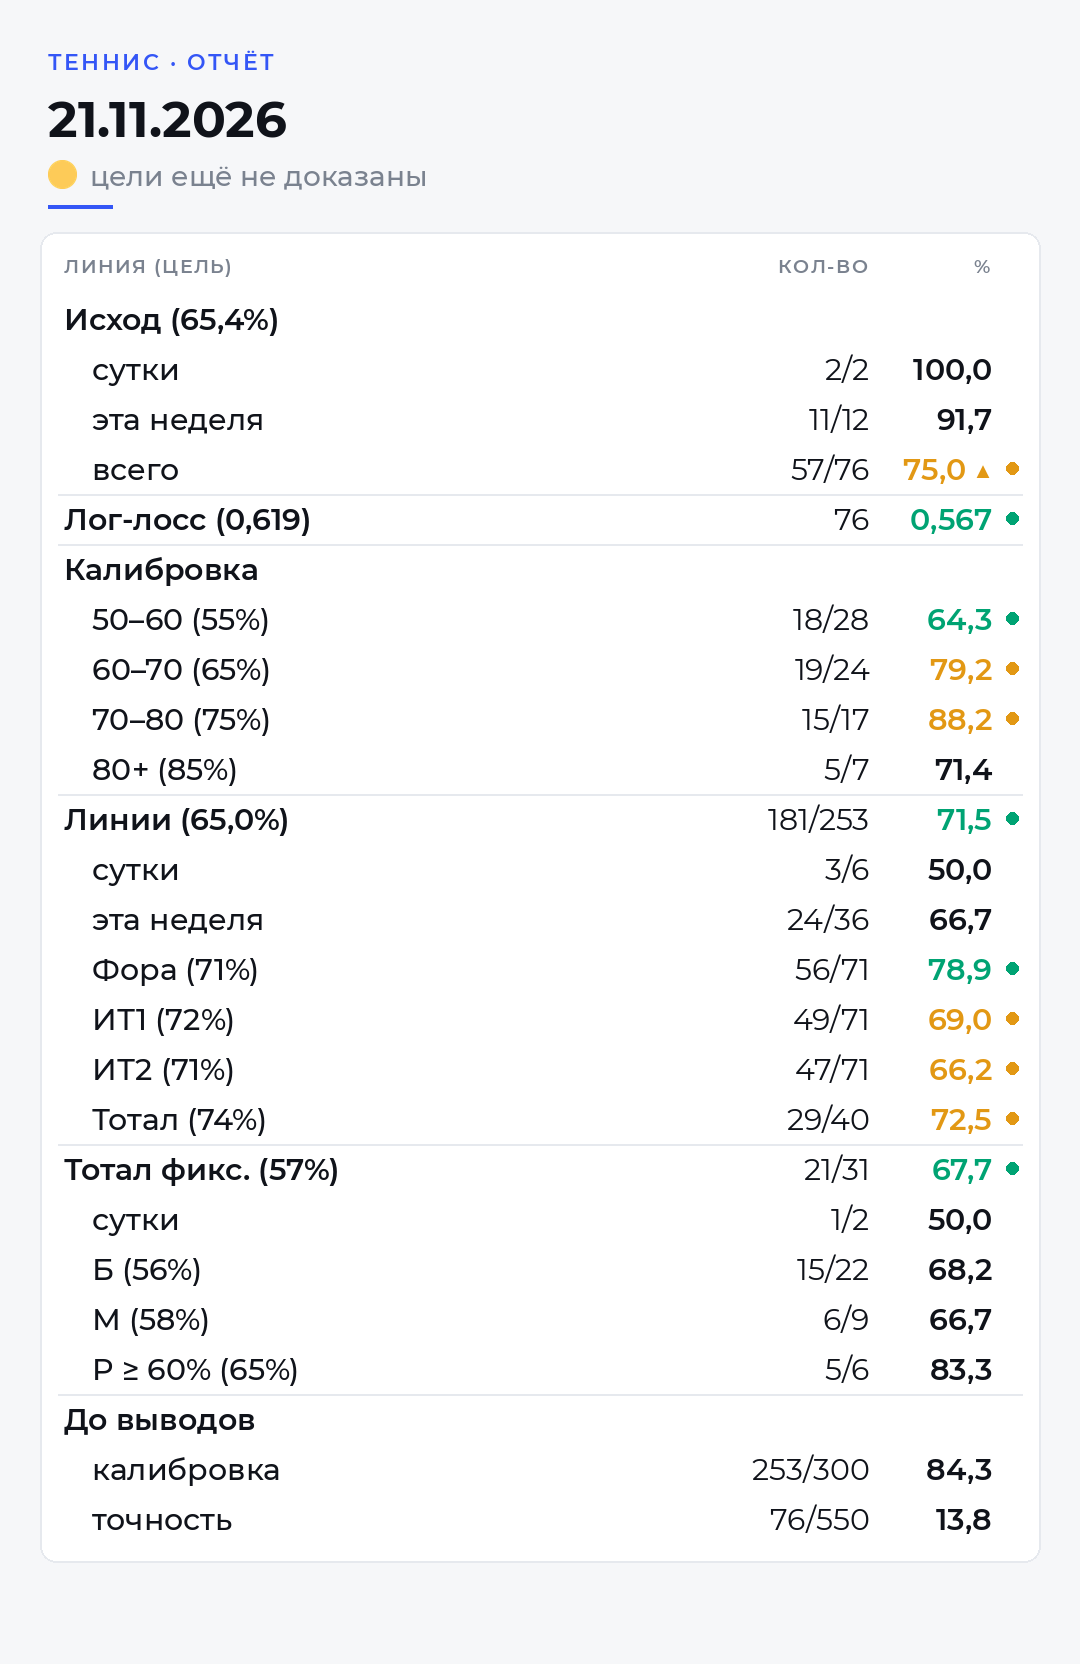 ТЕННИС · ОТЧЁТ
21.11.2026
цели ещё не доказаны
ЛИНИЯ (ЦЕЛЬ) КОЛ-ВО %
Исход (65,4%)
сутки 2/2 100,0
эта неделя 11/12 91,7
всего 57/76 75,0 ▲
Лог-лосс (0,619) 76 0,567
Калибровка
50–60 (55%) 18/28 64,3
60–70 (65%) 19/24 79,2
70–80 (75%) 15/17 88,2
80+ (85%) 5/7 71,4
Линии (65,0%) 181/253 71,5
сутки 3/6 50,0
эта неделя 24/36 66,7
Фора (71%) 56/71 78,9
ИТ1 (72%) 49/71 69,0
ИТ2 (71%) 47/71 66,2
Тотал (74%) 29/40 72,5
Тотал фикс. (57%) 21/31 67,7
сутки 1/2 50,0
Б (56%) 15/22 68,2
М (58%) 6/9 66,7
Р ≥ 60% (65%) 5/6 83,3
До выводов
калибровка 253/300 84,3
точность 76/550 13,8